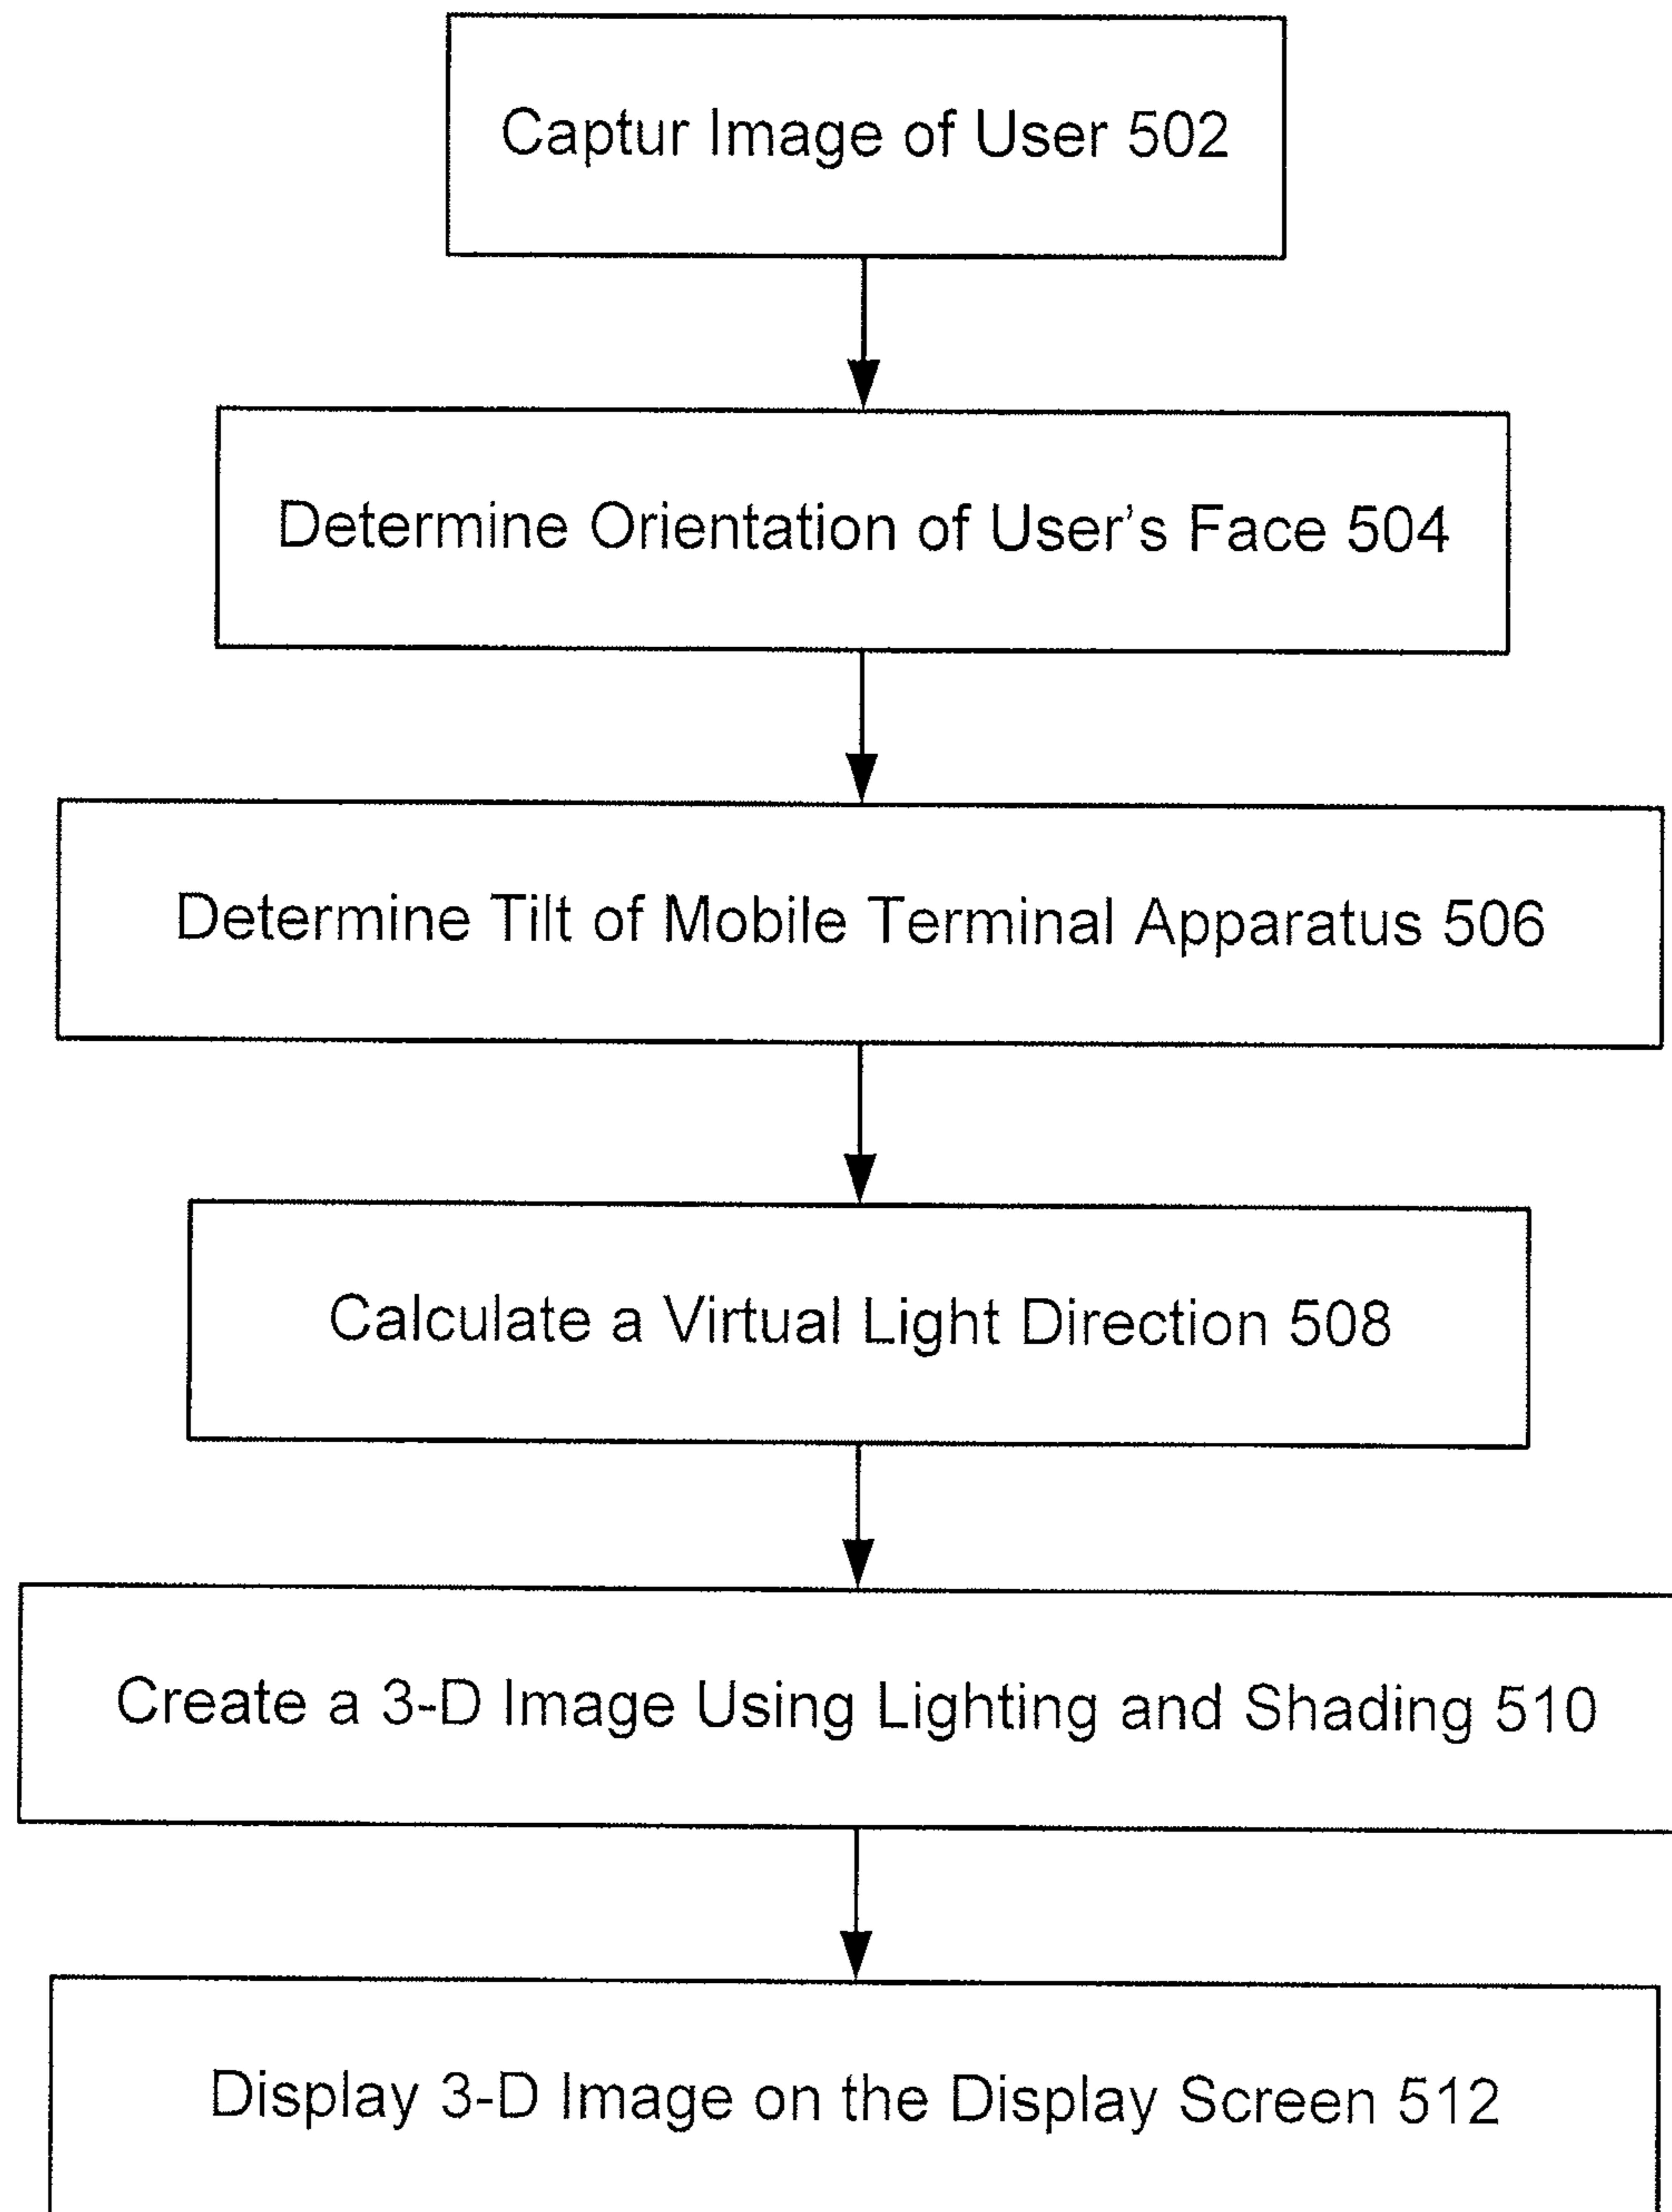 Captur Image of User 502
Determine Orientation of User's Face 504
Determine Tilt of Mobile Terminal Apparatus 506
Calculate a Virtual Light Direction 508
Create a 3-D Image Using Lighting and Shading 510
Display 3-D Image on the Display Screen 512